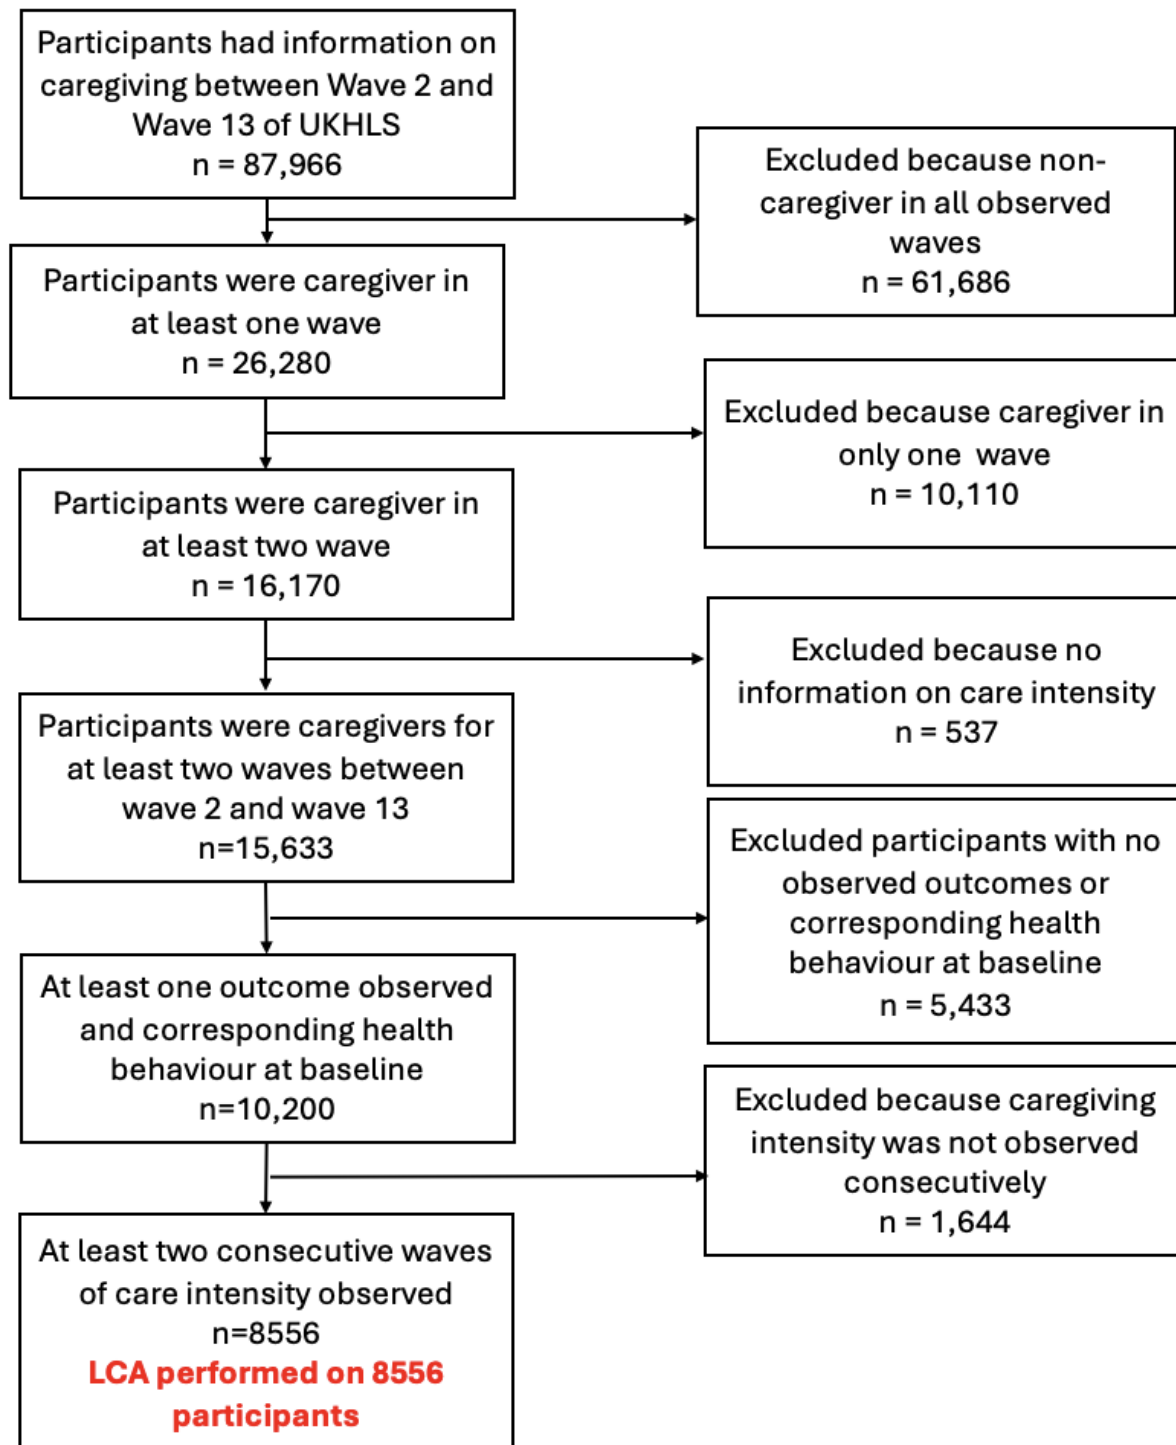 Participants had information on
caregiving between Wave 2 and
Wave 13 of UKHLS
n = 87,966
Excluded because non-
caregiver in all observed
waves
n = 61,686
Participants were caregiver in
at least one wave
n = 26,280
Excluded because caregiver in
only one  wave
n = 10,110
Participants were caregiver in
at least two wave
n = 16,170
Excluded because no
information on care intensity
n = 537
Participants were caregivers for
at least two waves between
wave 2 and wave 13
n=15,633
Excluded participants with no
observed outcomes or
corresponding health
behaviour at baseline
n = 5,433
At least one outcome observed
and corresponding health
behaviour at baseline
n=10,200
Excluded because caregiving
intensity was not observed
consecutively
n = 1,644
At least two consecutive waves
of care intensity observed
n=8556
LCA performed on 8556
participants